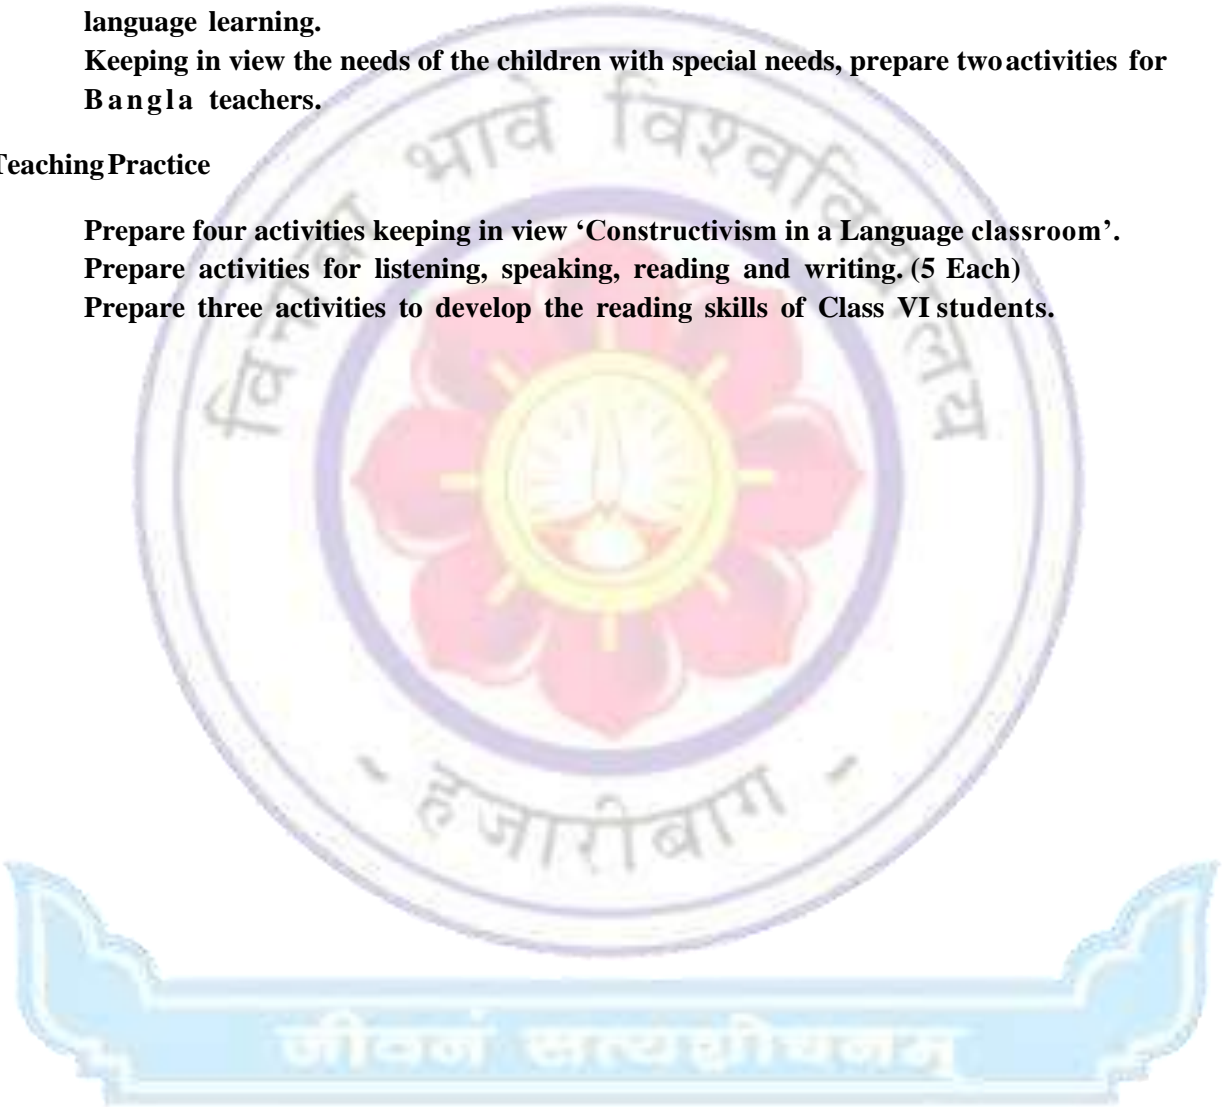 language learning.
Keeping in view the needs of the children with special needs, prepare two activities for
Bangla teachers.
Teaching Practice
Prepare four activities keeping in view ‘Constructivism in a Language classroom’.
Prepare activities for listening, speaking, reading and writing. (5 Each)
Prepare three activities to develop the reading skills of Class VI students.
विनोबा भावे विश्वविद्यालय
- हजारीबाग -